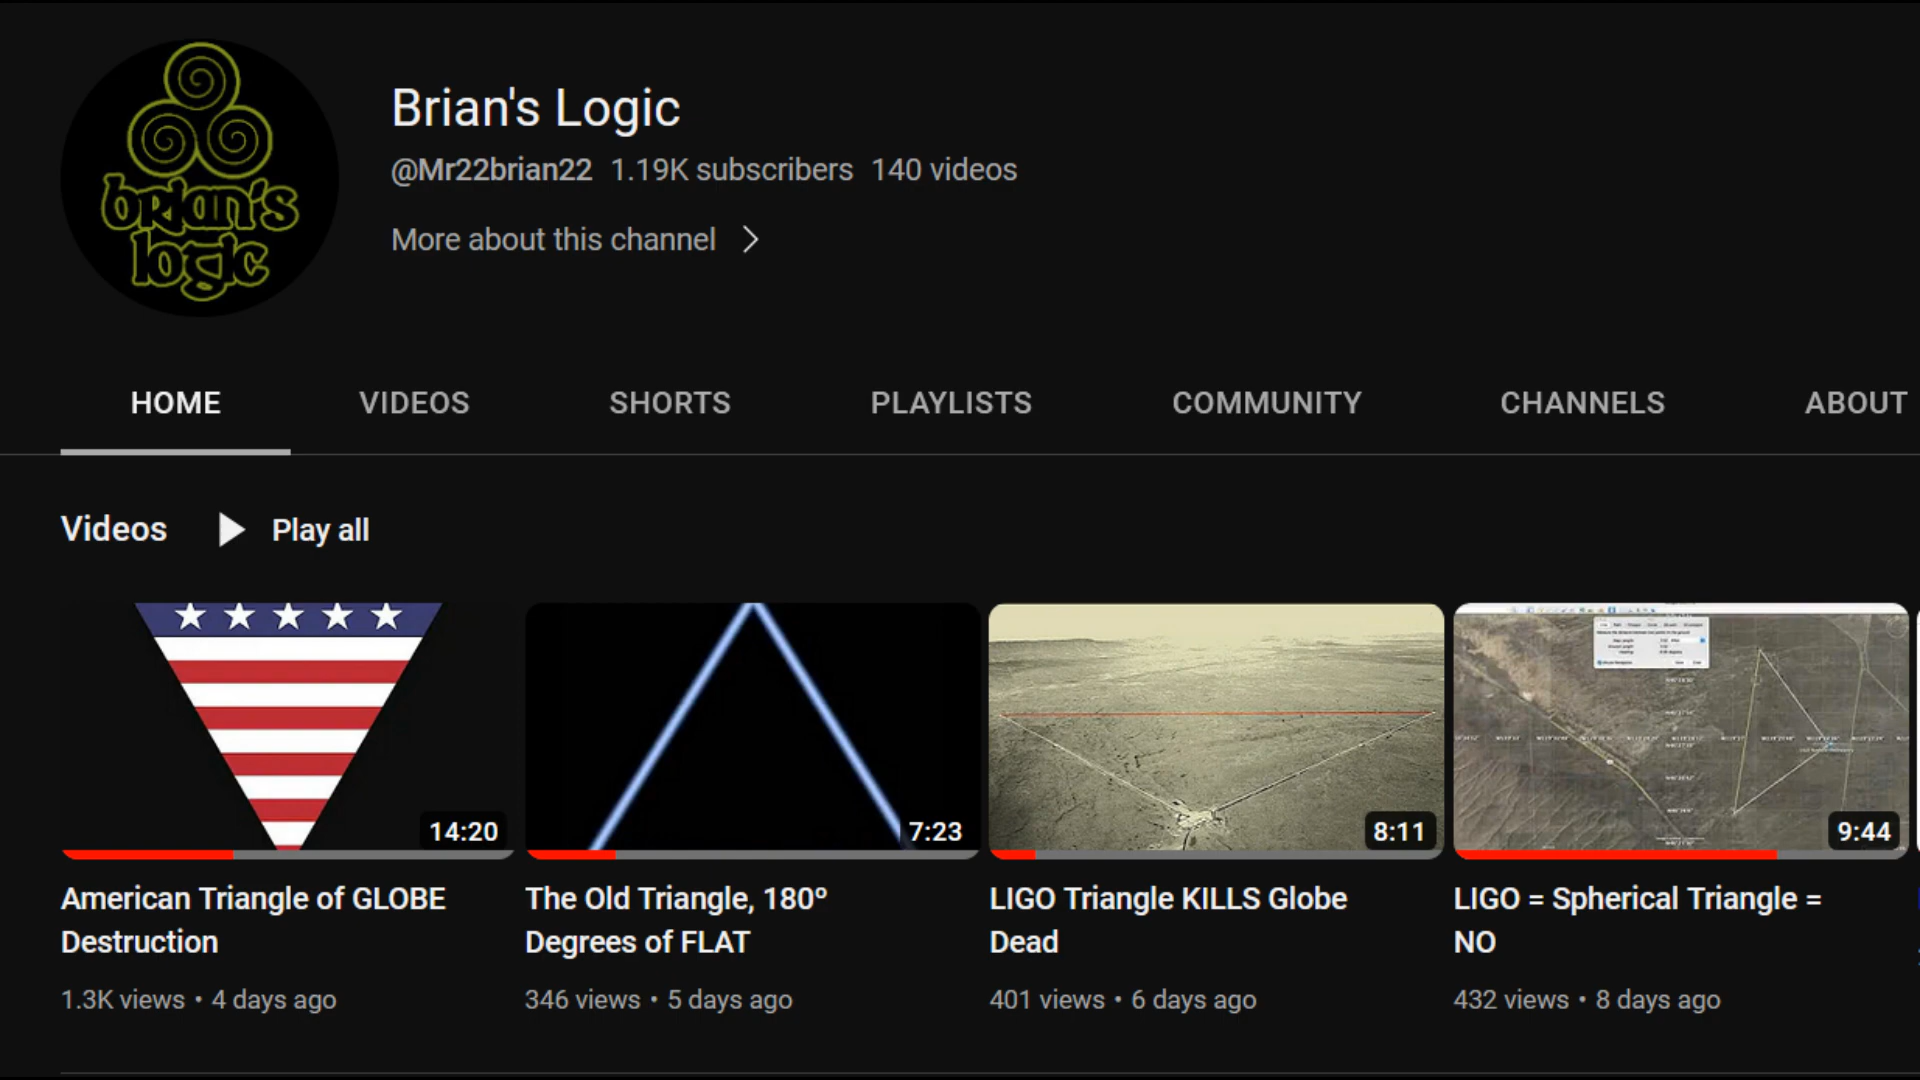 brian's
logic
Brian's Logic
@Mr22brian22 1.19K subscribers 140 videos
More about this channel
HOME VIDEOS SHORTS PLAYLISTS COMMUNITY CHANNELS ABOUT
Videos Play all
14:20
7:23
8:11
9:44
American Triangle of GLOBE
Destruction
1.3K views • 4 days ago
The Old Triangle, 180º
Degrees of FLAT
346 views • 5 days ago
LIGO Triangle KILLS Globe
Dead
401 views • 6 days ago
LIGO = Spherical Triangle =
NO
432 views • 8 days ago